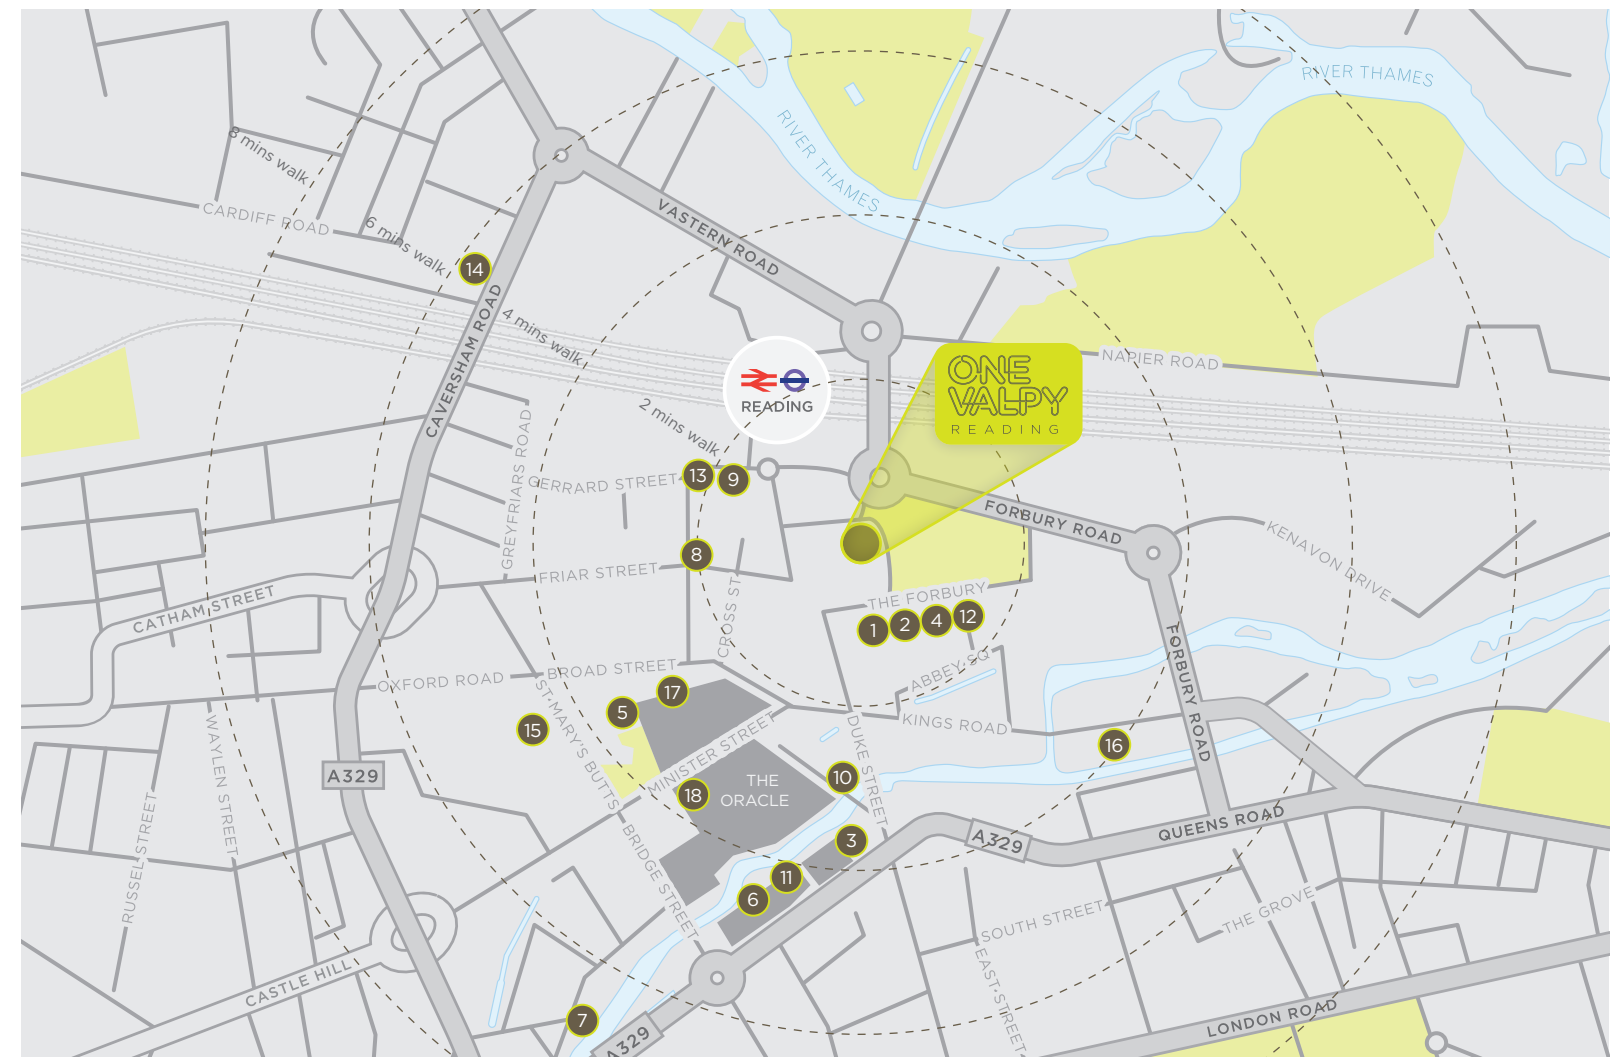 RIVER THAMES
RIVER THAMES
8 mins walk
CARDIFF ROAD
6 mins walk
14
VASTERN ROAD
CAVERSHAM ROAD
4 mins walk
NAPIER ROAD
ONE
VALPY
READING
READING
2 mins walk
GREYFRIARS ROAD
GERRARD STREET
13
9
FORBURY ROAD
KENAVON DRIVE
8
FRIAR STREET
CROSS ST
THE FORBURY
1
2
4
12
CATHAM STREET
ABBEY SQ
FORBURY ROAD
OXFORD ROAD
BROAD STREET
17
5
15
ST. MARY'S BUTTS
MINISTER STREET
DUKE STREET
KINGS ROAD
16
WAYLEN STREET
A329
THE
ORACLE
18
10
3
QUEENS ROAD
A329
RUSSEL STREET
BRIDGE STREET
11
6
SOUTH STREET
THE GROVE
EAST STREET
CASTLE HILL
7
A329
LONDON ROAD